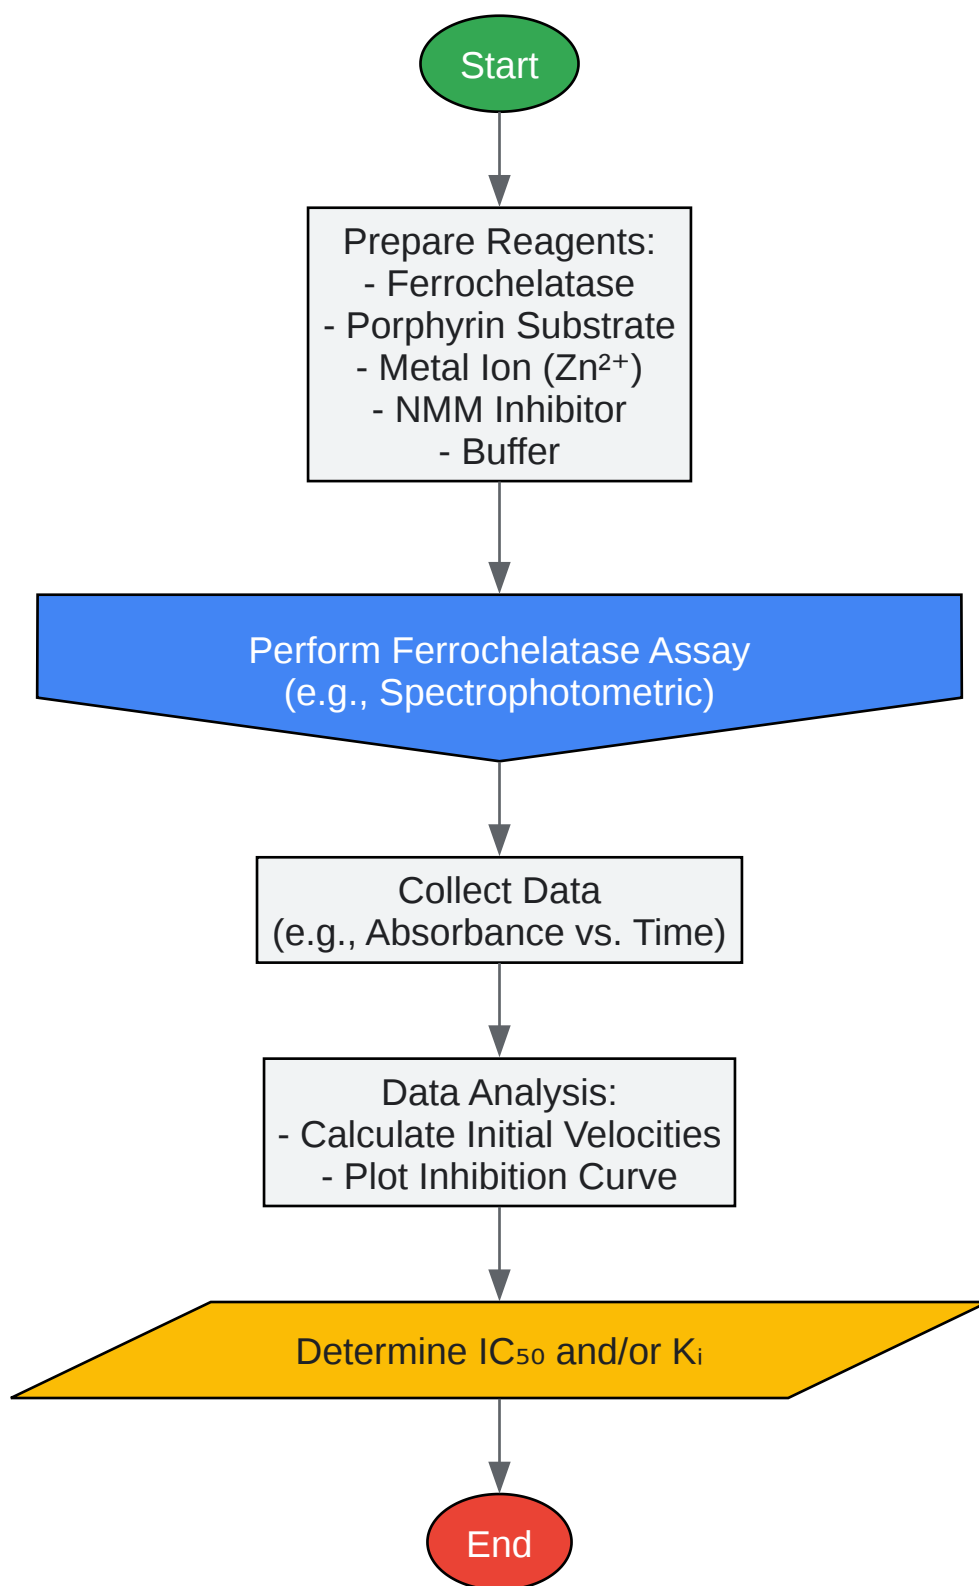 Start
Prepare Reagents:
- Ferrochelatase
- Porphyrin Substrate
- Metal Ion (Zn²⁺)
- NMM Inhibitor
- Buffer
Perform Ferrochelatase Assay
(e.g., Spectrophotometric)
Collect Data
(e.g., Absorbance vs. Time)
Data Analysis:
- Calculate Initial Velocities
- Plot Inhibition Curve
Determine IC₅₀ and/or Kᵢ
End